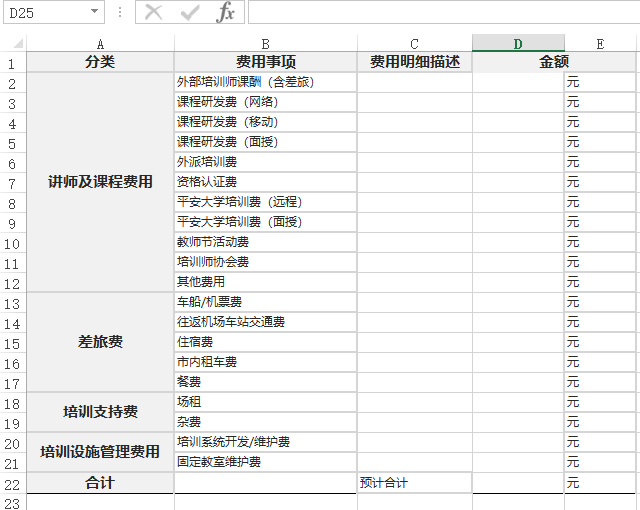 D25 fx
A B C D E
1 分类 费用事项 费用明细描述 金额
2 外部培训师课酬（含差旅） 元
3 课程研发费（网络） 元
4 课程研发费（移动） 元
5 课程研发费（面授） 元
6 外派培训费 元
7 讲师及课程费用 资格认证费 元
8 平安大学培训费（远程） 元
9 平安大学培训费（面授） 元
10 教师节活动费 元
11 培训师协会费 元
12 其他费用 元
13 车船/机票费 元
14 往返机场车站交通费 元
15 差旅费 住宿费 元
16 市内租车费 元
17 餐费 元
18 培训支持费 场租 元
19 杂费 元
20 培训设施管理费用 培训系统开发/维护费 元
21 固定教室维护费 元
22 合计 预计合计 元
23